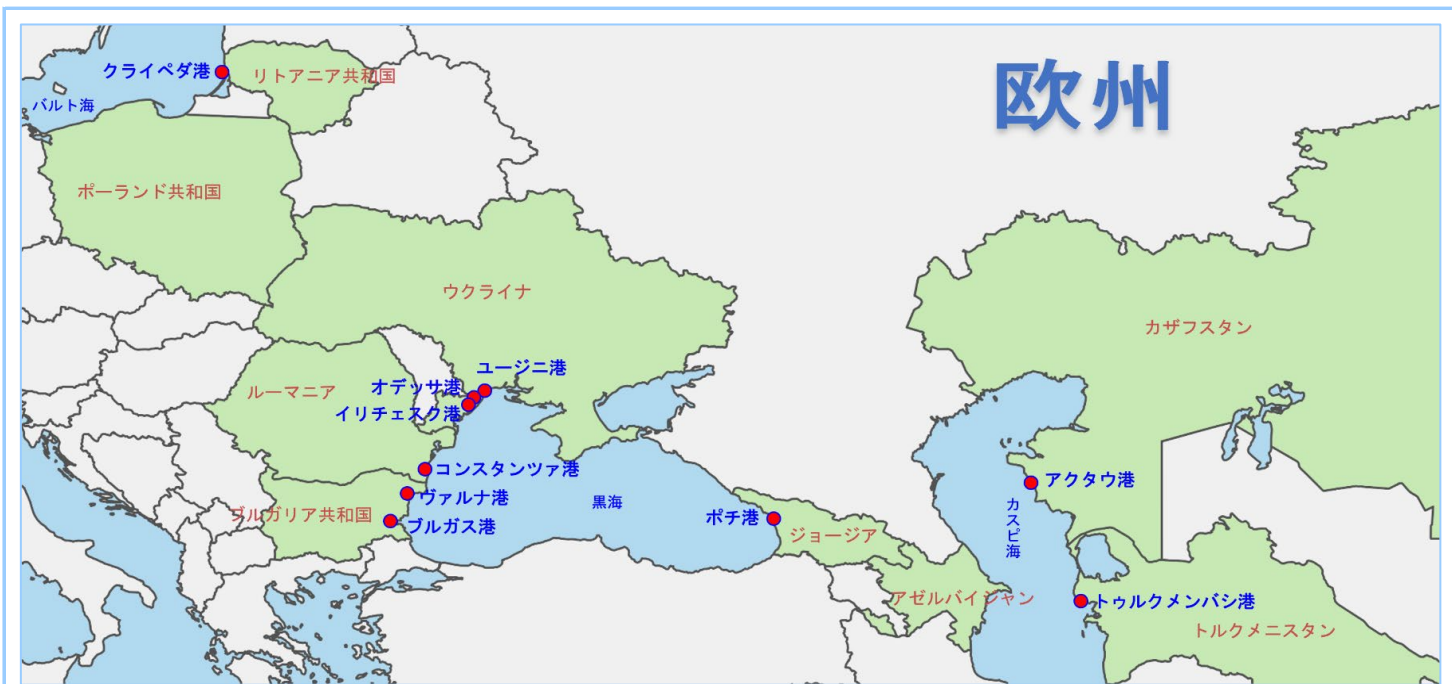 欧州
クライペダ港
リトアニア共和国
バルト海
ポーランド共和国
ウクライナ
カザフスタン
ユージニ港
オデッサ港
ルーマニア
イリチェスク港
コンスタンツァ港
アクタウ港
ヴァルナ港
黒海
ブルガリア共和国
ブルガス港
ポチ港
カスピ海
ジョージア
アゼルバイジャン
トゥルクメンバシ港
トルクメニスタン